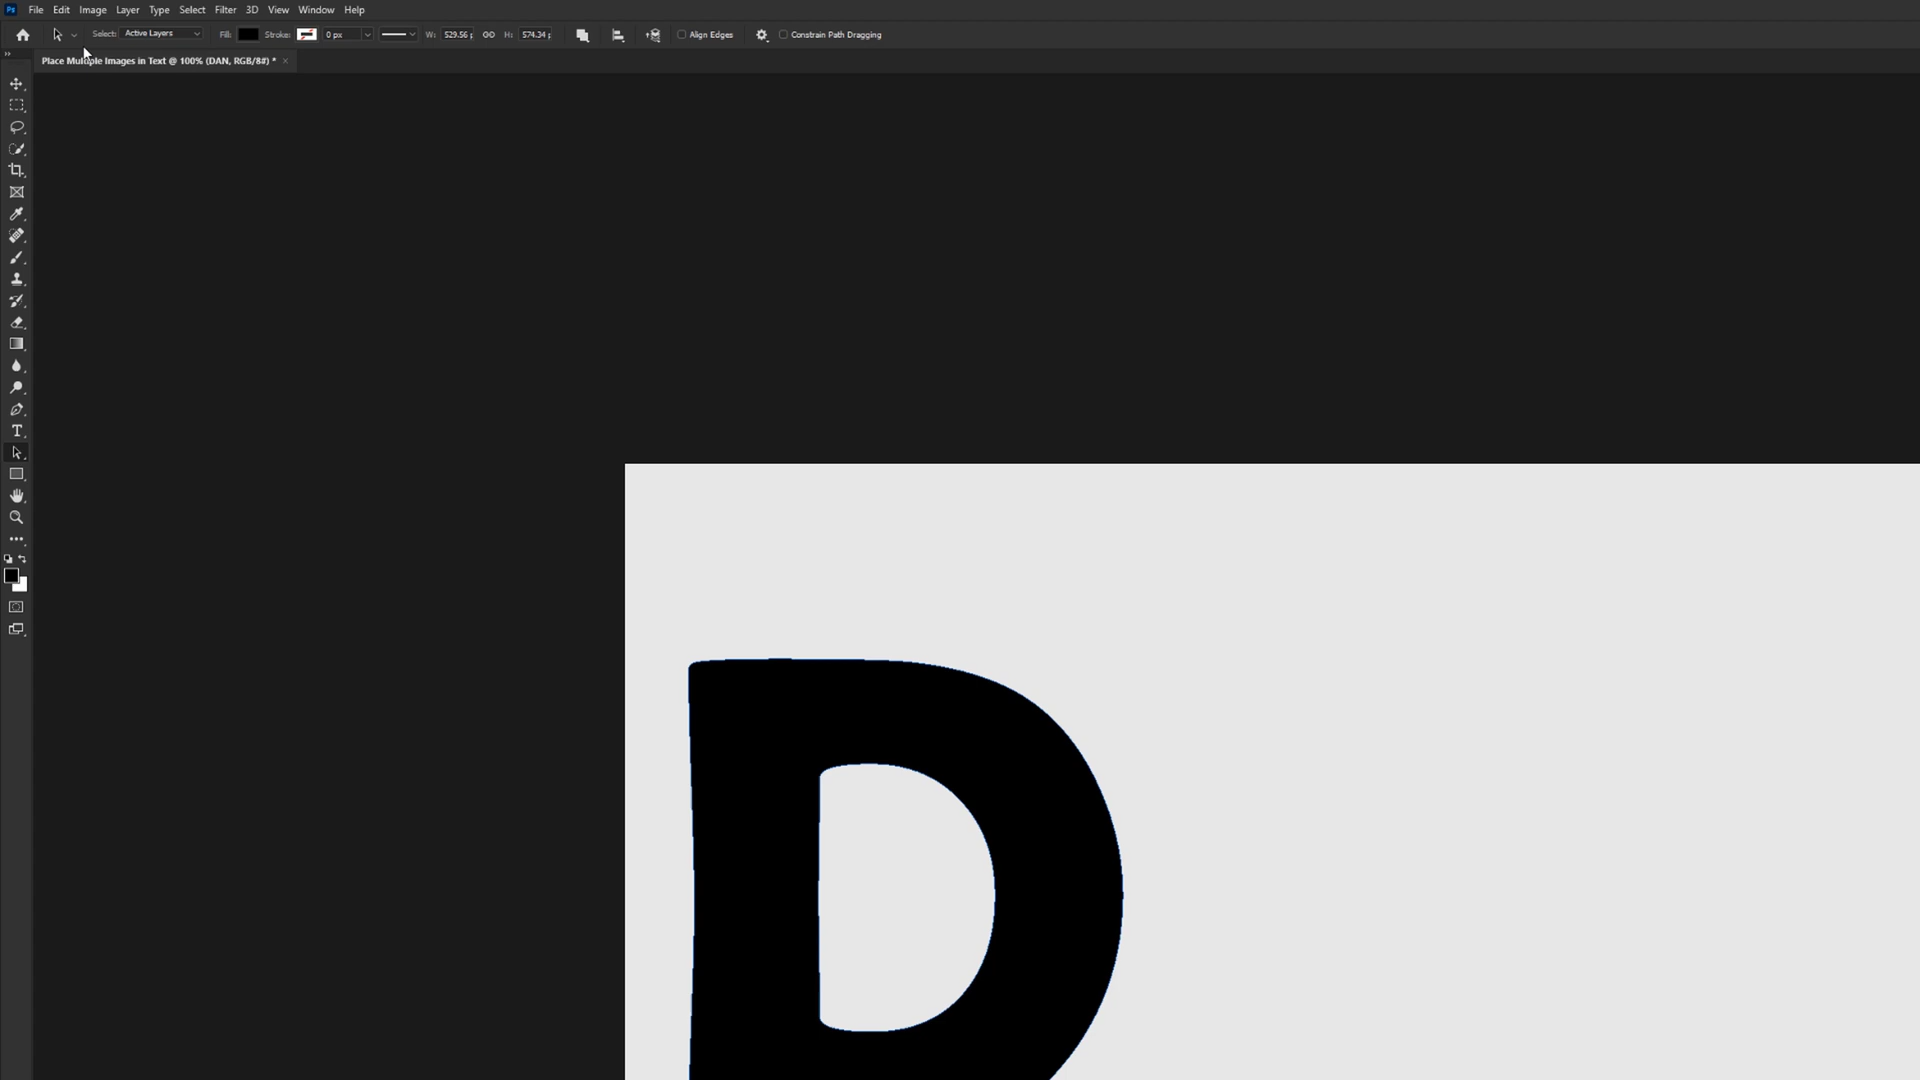 Ps File Edit Image Layer Type Select Filter 3D View Window Help
Select: Active Layers Fill: Stroke: 0 px W: 529.56 p H: 574.34 p Align Edges Constrain Path Dragging
Place Multiple Images in Text @ 100% (DAN, RGB/8#) * ×
T
D